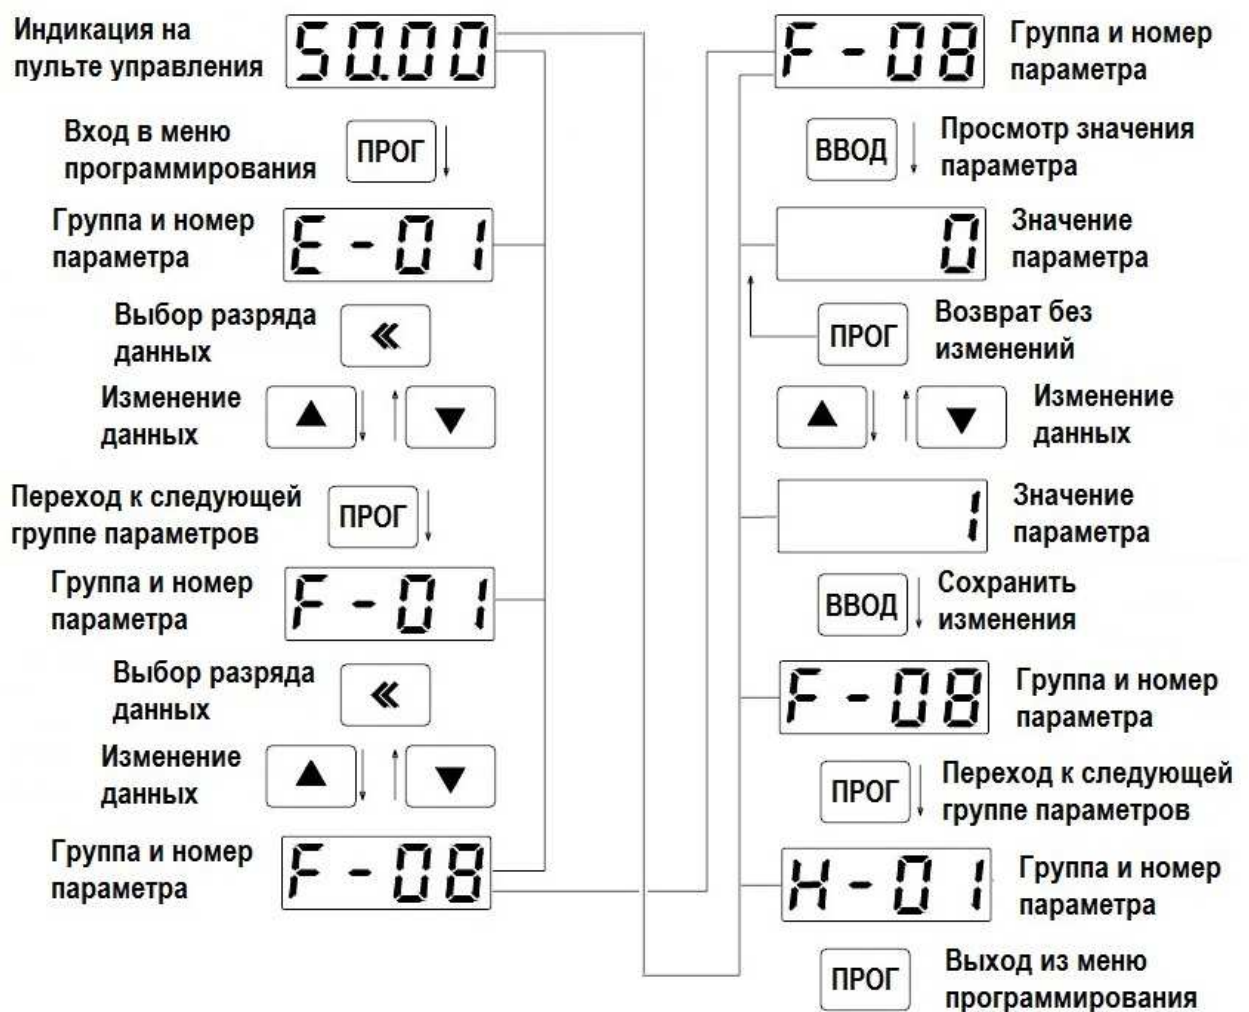 Индикация на
пульте управления
50.00
Вход в меню
программирования
ПРОГ
Группа и номер
параметра
E-01
Выбор разряда
данных
Изменение
данных
Переход к следующей
группе параметров
ПРОГ
Группа и номер
параметра
F-01
Выбор разряда
данных
Изменение
данных
Группа и номер
параметра
F-08
F-08
Группа и номер
параметра
ВВОД
Просмотр значения
параметра
0
Значение
параметра
ПРОГ
Возврат без
изменений
Изменение
данных
1
Значение
параметра
ВВОД
Сохранить
изменения
F-08
Группа и номер
параметра
ПРОГ
Переход к следующей
группе параметров
H-01
Группа и номер
параметра
ПРОГ
Выход из меню
программирования